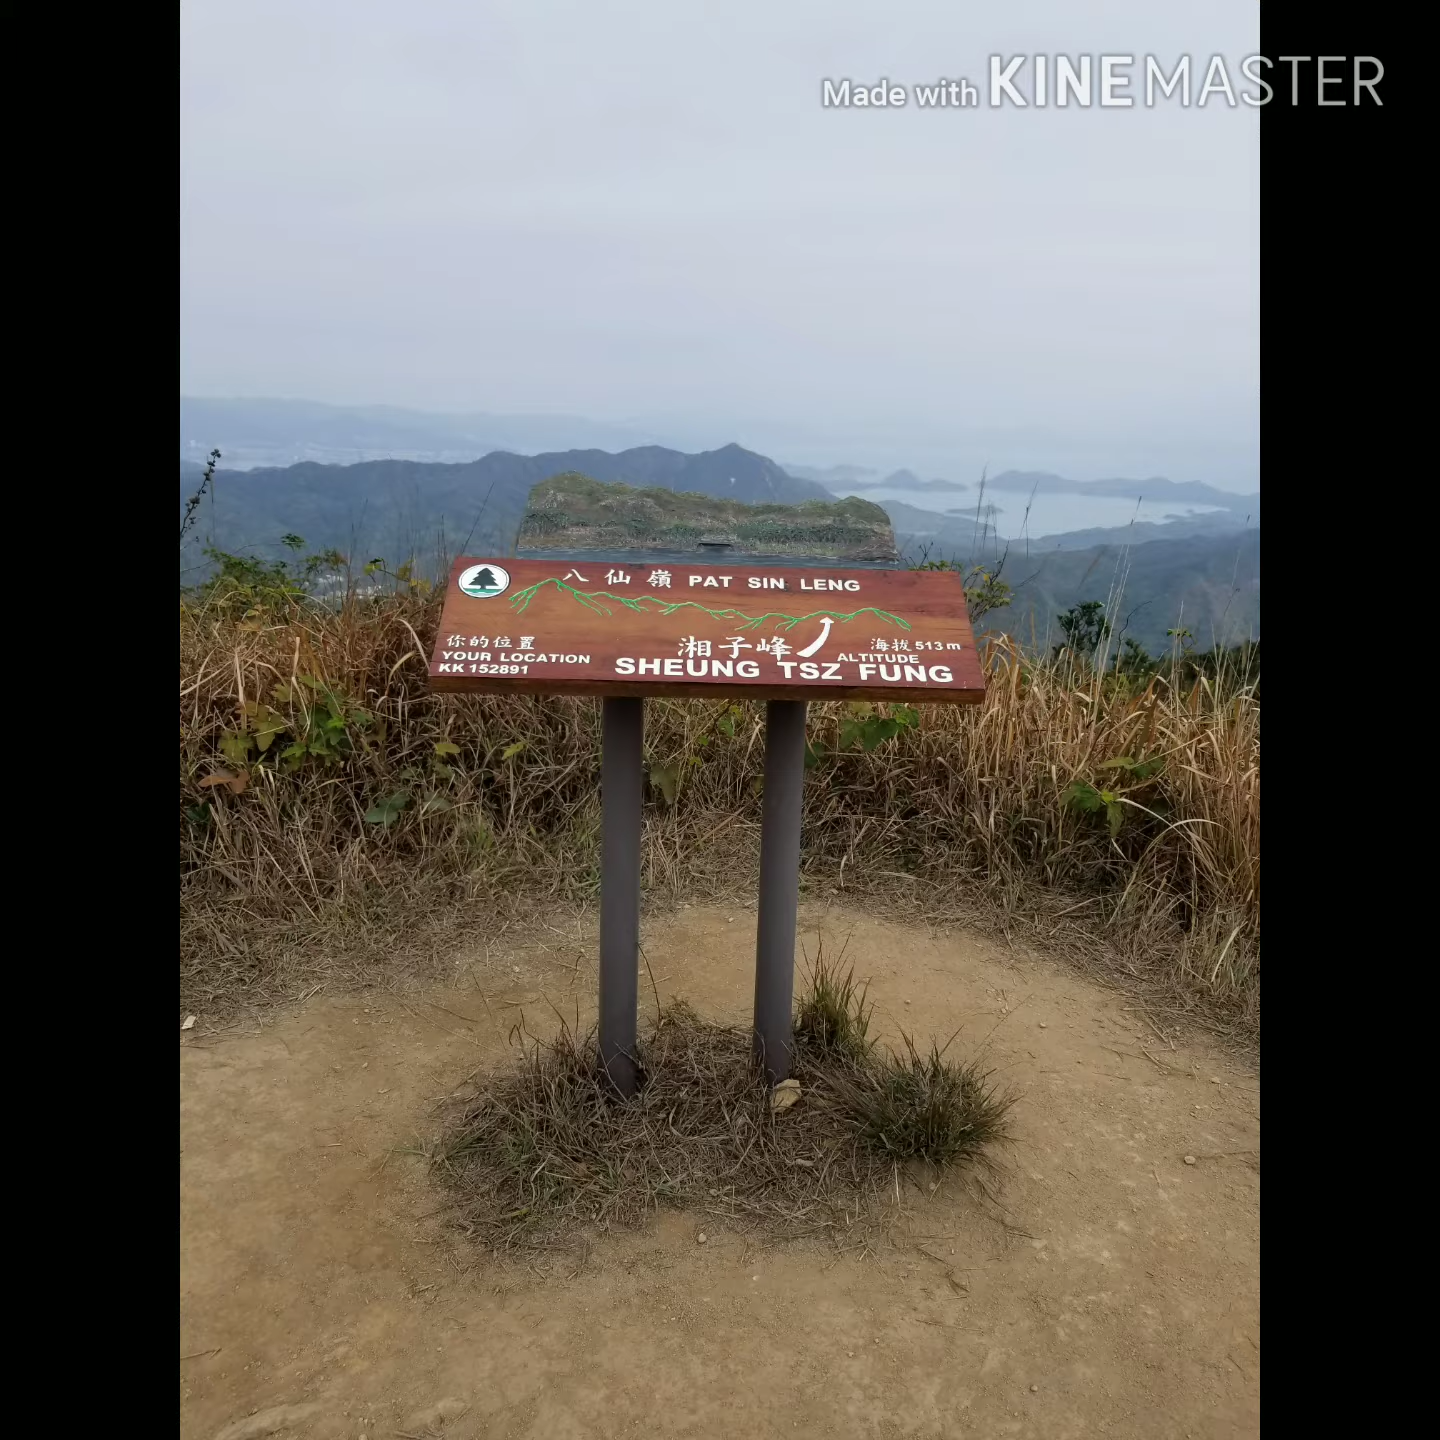 Made with KINEMASTER
八仙嶺 PAT SIN LENG
你的位置
YOUR LOCATION
KK 152891
湘子峰
SHEUNG TSZ FUNG
海拔 513 m
ALTITUDE